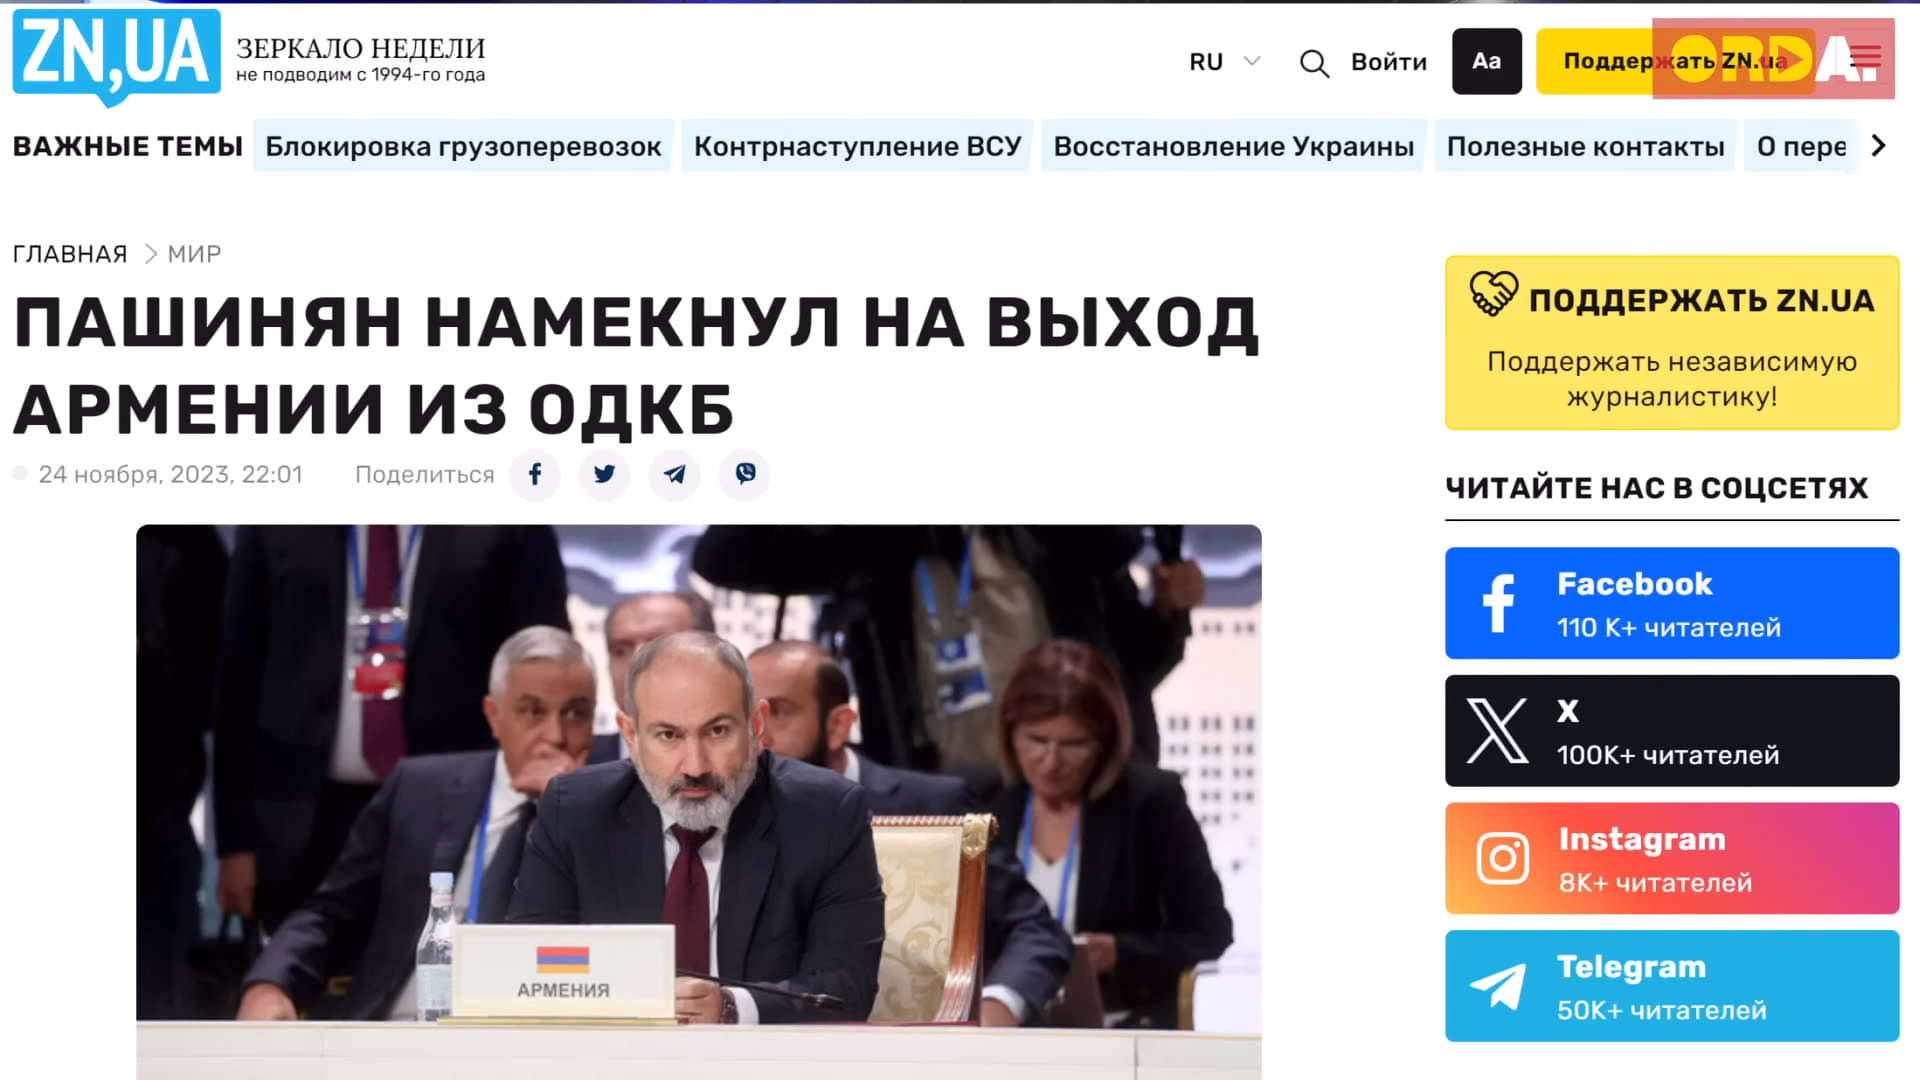 ZN,UA
ЗЕРКАЛО НЕДЕЛИ
не подводим с 1994-го года
RU
Войти
Aa
Поддержать ZN.ua
ORDA.
ВАЖНЫЕ ТЕМЫ
Блокировка грузоперевозок
Контрнаступление ВСУ
Восстановление Украины
Полезные контакты
О пере
ГЛАВНАЯ > МИР
ПАШИНЯН НАМЕКНУЛ НА ВЫХОД
АРМЕНИИ ИЗ ОДКБ
24 ноября, 2023, 22:01
Поделиться
АРМЕНИЯ
ПОДДЕРЖАТЬ ZN.UA
Поддержать независимую
журналистику!
ЧИТАЙТЕ НАС В СОЦСЕТЯХ
Facebook
110 K+ читателей
X
100K+ читателей
Instagram
8K+ читателей
Telegram
50K+ читателей